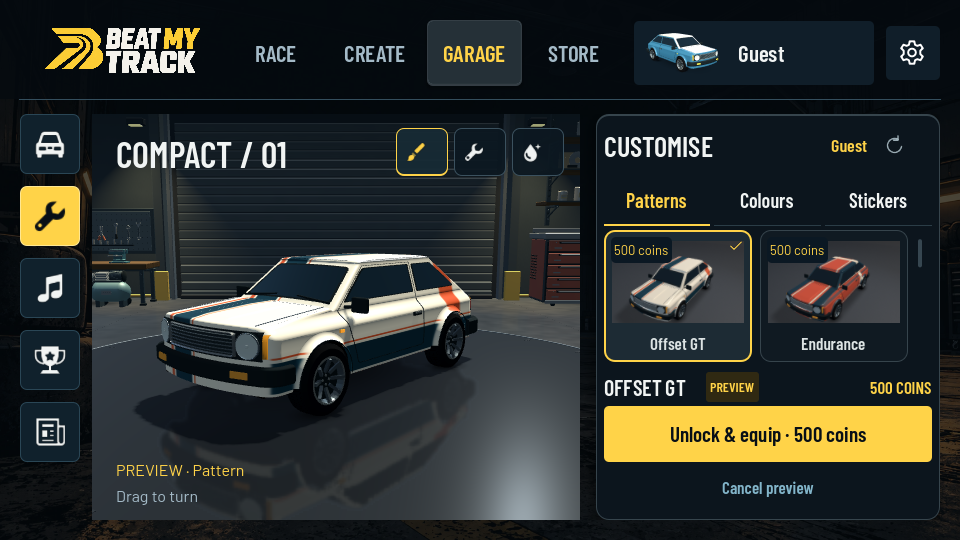 BEAT MY TRACK
RACE
CREATE
GARAGE
STORE
Guest
COMPACT / 01
CUSTOMISE
Guest
Patterns
Colours
Stickers
500 coins
500 coins
Offset GT
Endurance
OFFSET GT
PREVIEW
500 COINS
Unlock & equip · 500 coins
Cancel preview
PREVIEW · Pattern
Drag to turn